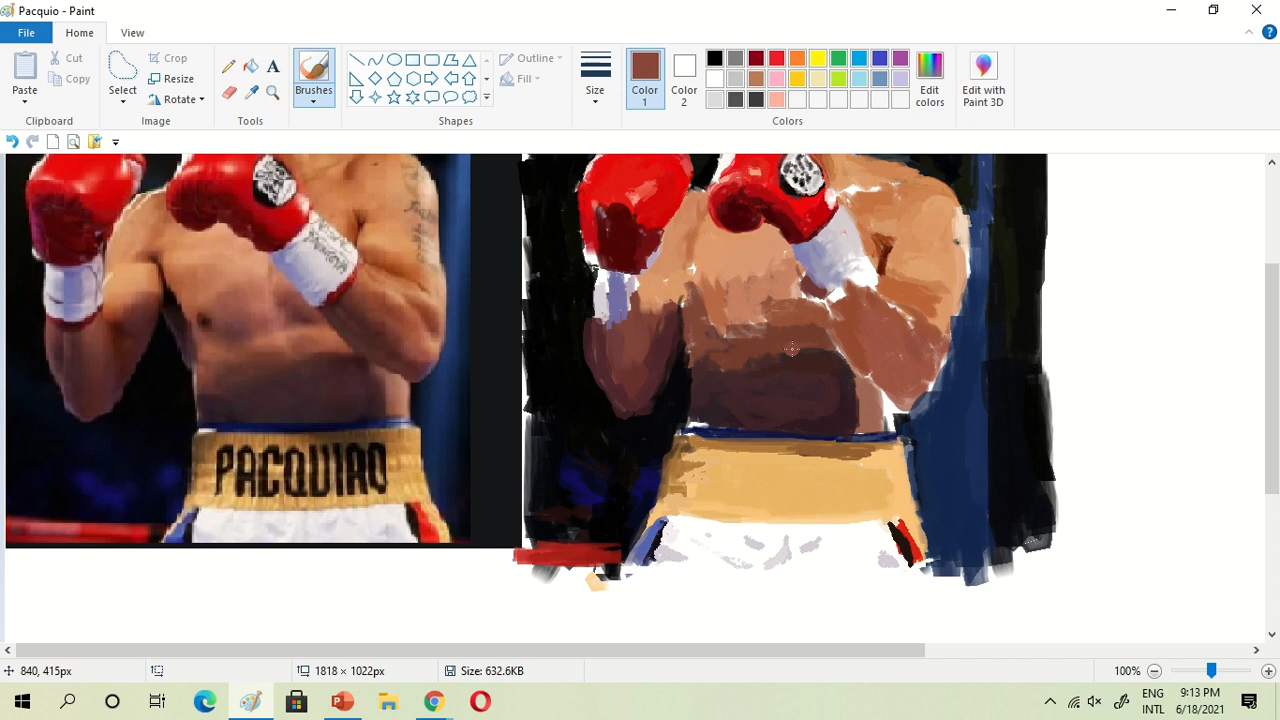 Pacquio - Paint
File Home View
Paste
Cut
Copy
Clipboard
Select
Crop
Resize
Rotate
Image
Tools
Brushes
Outline
Fill
Shapes
Size
Color 1
Color 2
Edit colors
Edit with Paint 3D
Colors
PACQUIAO
840, 415px
1818 × 1022px
Size: 632.6KB
100%
ENG
INTL
9:13 PM
6/18/2021